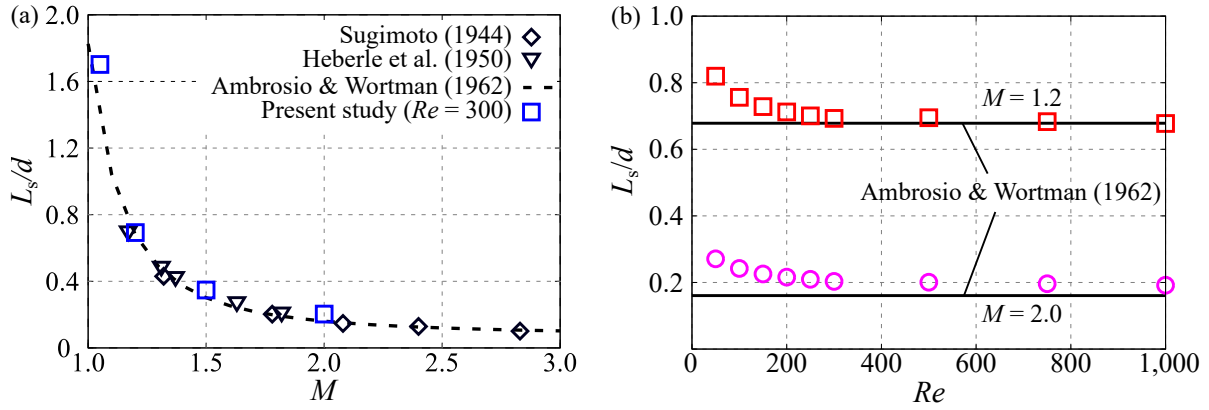 (a)
2.0
1.6
1.2
0.8
0.4
0
L_s/d
1.0
1.5
2.0
2.5
3.0
M
Sugimoto (1944)
Heberle et al. (1950)
Ambrosio & Wortman (1962)
Present study (Re = 300)
(b)
1.0
0.8
0.6
0.4
0.2
L_s/d
0
200
400
600
800
1,000
Re
M = 1.2
Ambrosio & Wortman (1962)
M = 2.0